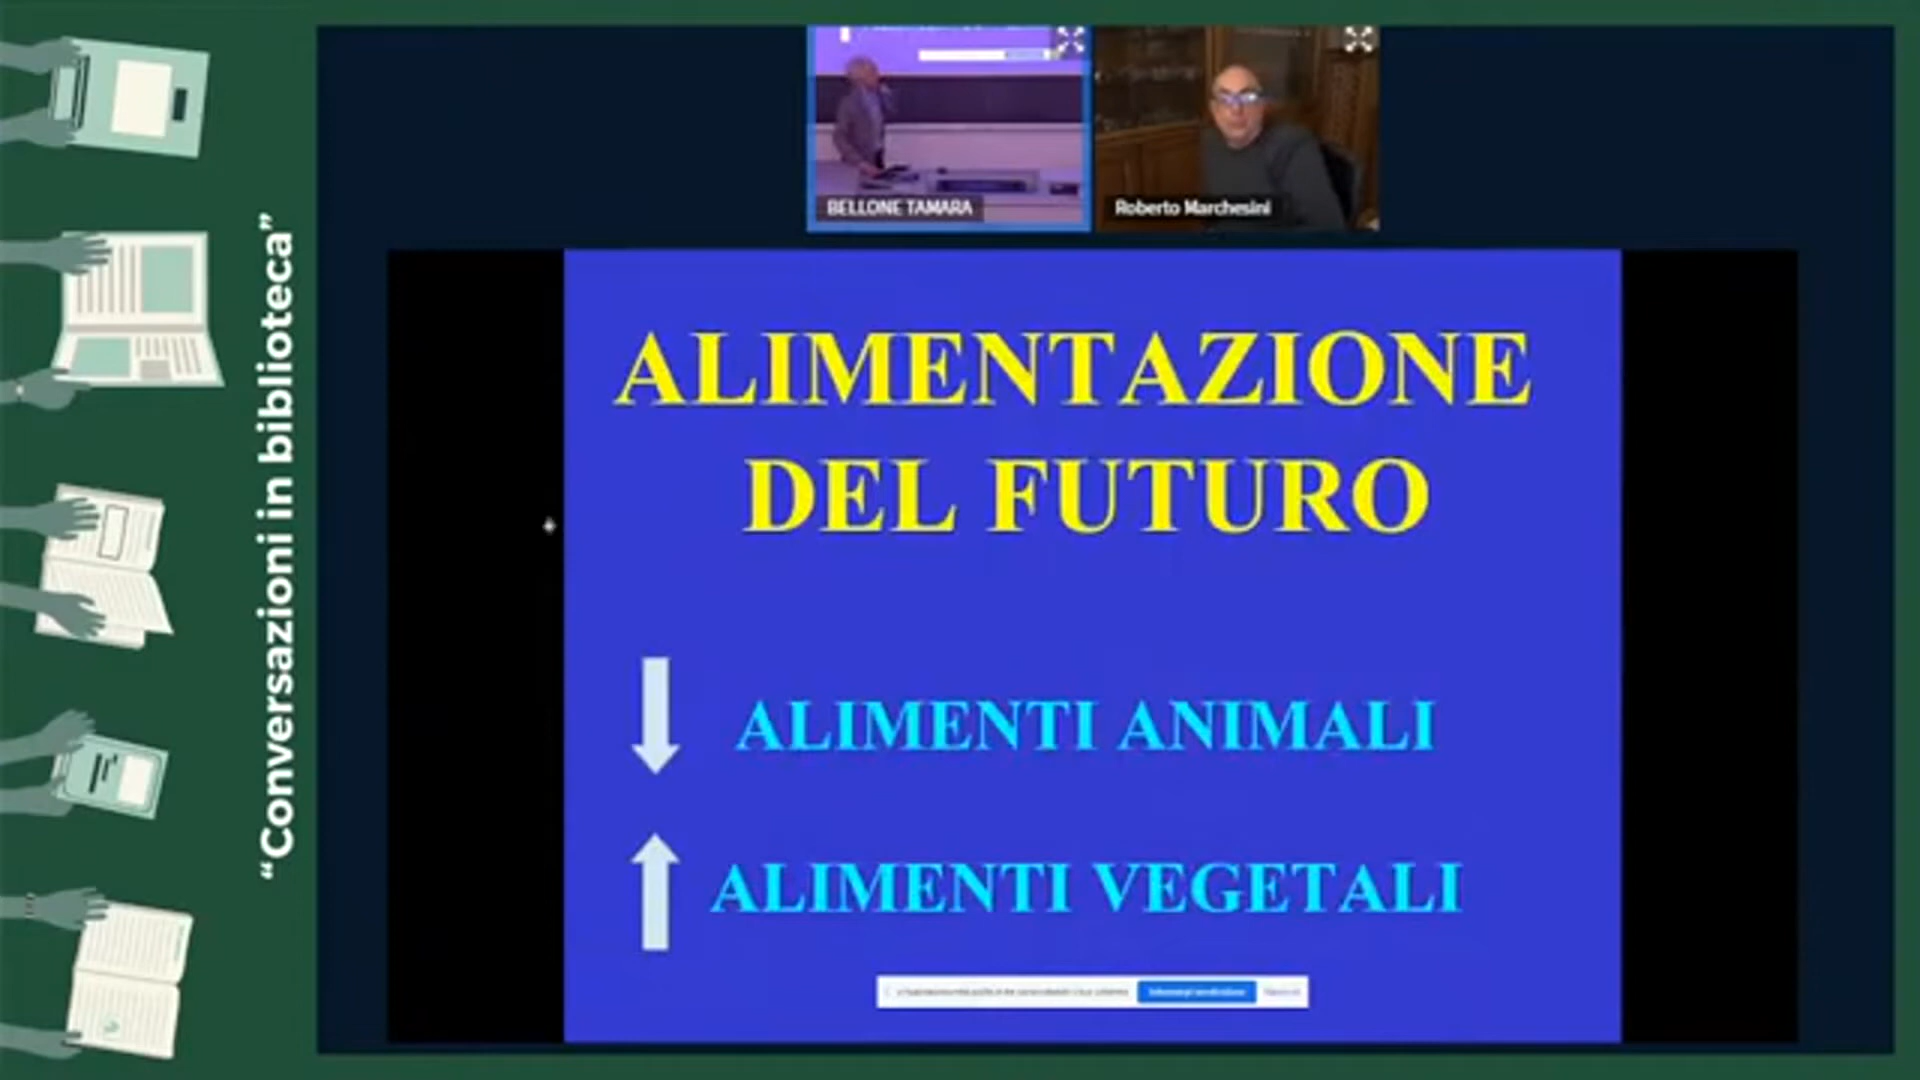 “Conversazioni in biblioteca”
BELLONE TAMARA
Roberto Marchesini
ALIMENTAZIONE
DEL FUTURO
ALIMENTI ANIMALI
ALIMENTI VEGETALI